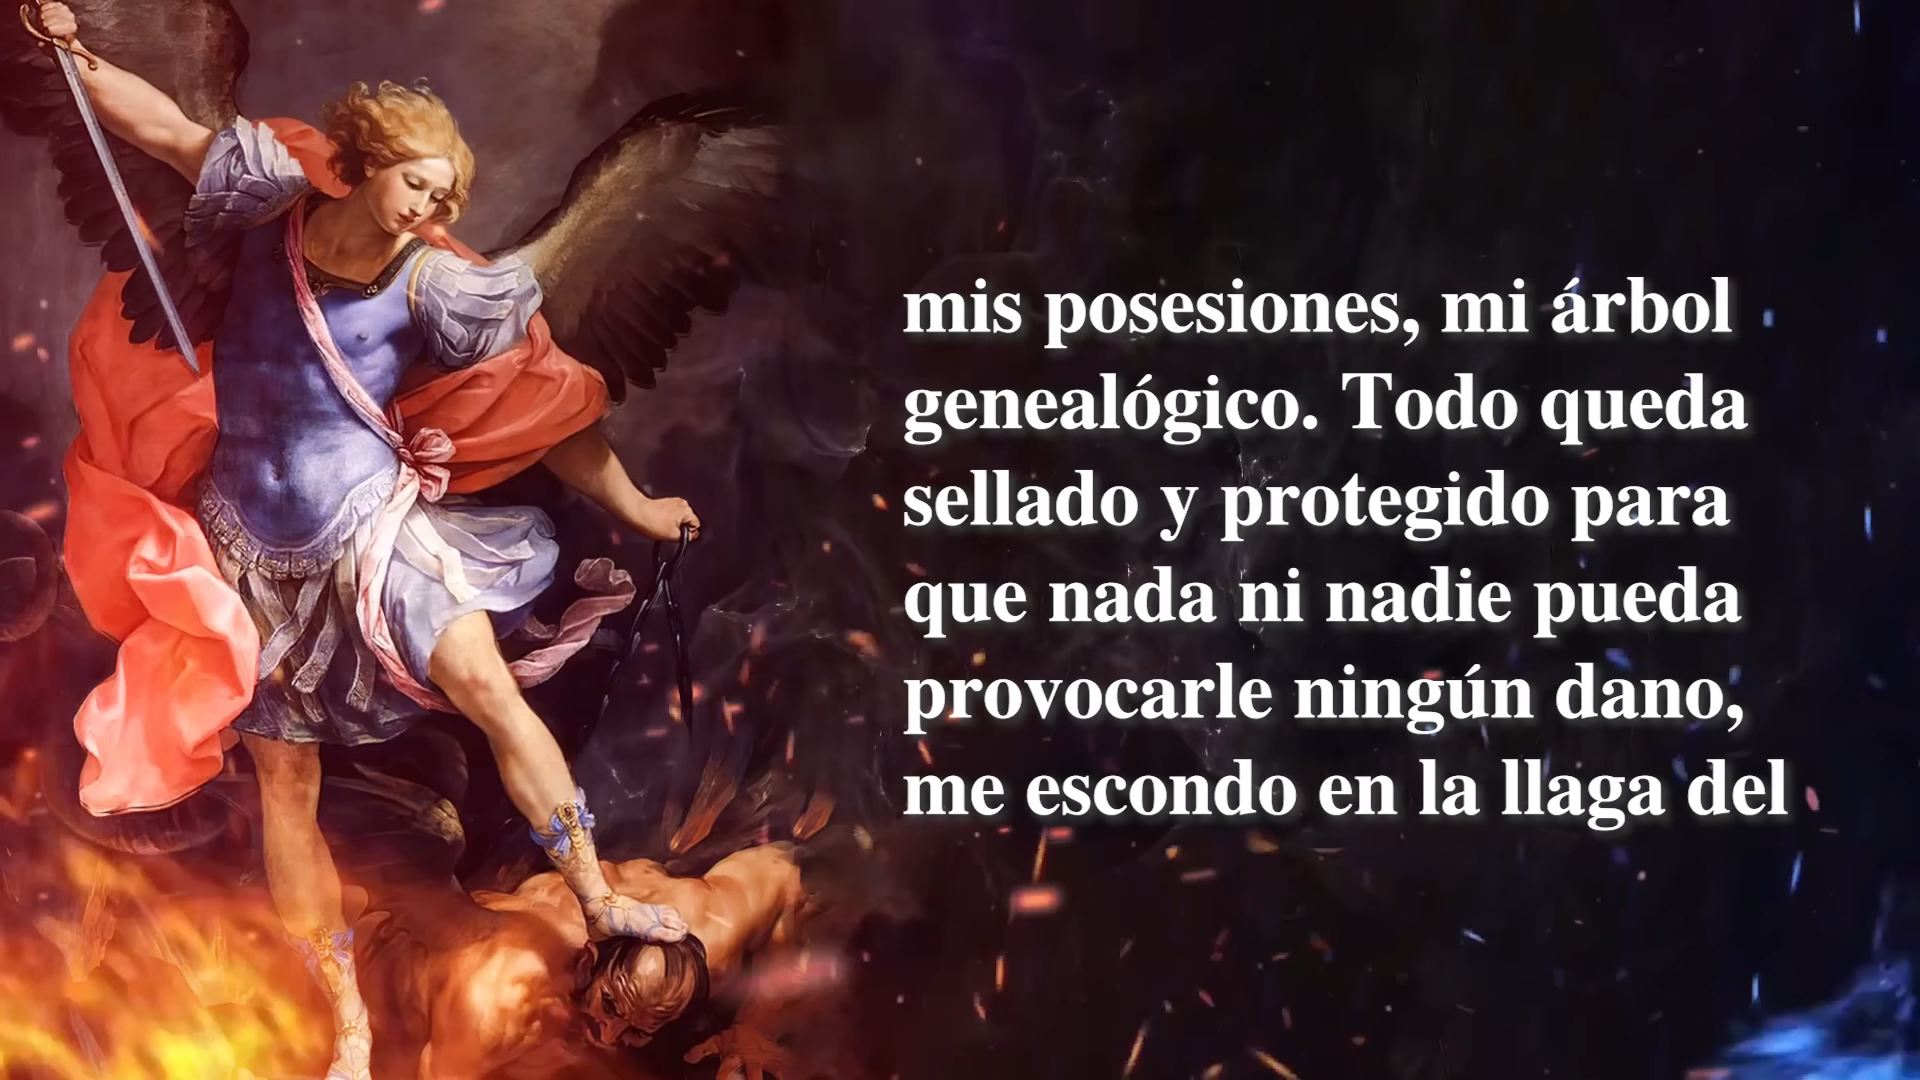 mis posesiones, mi árbol
genealógico. Todo queda
sellado y protegido para
que nada ni nadie pueda
provocarle ningún dano,
me escondo en la llaga del